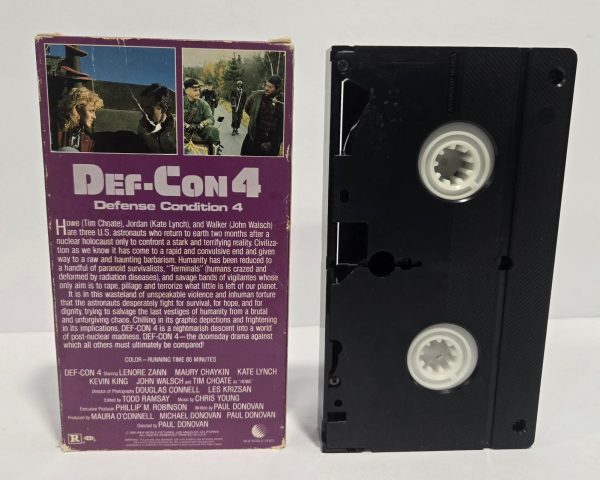 DEF-CON 4
Defense Condition 4
Howe (Tim Choate), Jordan (Kate Lynch), and Walker (John Walsch)
are three U.S. astronauts who return to earth two months after a
nuclear holocaust only to confront a stark and terrifying reality. Civiliza-
tion as we know it has come to a rapid and convulsive end and given
way to a raw and haunting barbarism. Humanity has been reduced to
a handful of paranoid survivalists, "Terminals" (humans crazed and
deformed by radiation diseases), and savage bands of vigilantes whose
only aim is to rape, pillage and terrorize what little is left of our planet.
It is in this wasteland of unspeakable violence and inhuman torture
that the astronauts desperately fight for survival, for hope, and for
dignity, trying to salvage the last vestiges of humanity from a brutal
and unforgiving chaos. Chilling in its graphic depictions and frightening
in its implications, DEF-CON 4 is a nightmarish descent into a world
of post-nuclear madness. DEF-CON 4—the doomsday drama against
which all others must ultimately be compared!
COLOR—RUNNING TIME 85 MINUTES
DEF-CON 4 Starring LENORE ZANN MAURY CHAYKIN KATE LYNCH
KEVIN KING JOHN WALSCH and TIM CHOATE as "HOWE"
Director of Photography DOUGLAS CONNELL LES KRIZSAN
Edited by TODD RAMSAY Music by CHRIS YOUNG
Executive Producer PHILLIP M. ROBINSON Written by PAUL DONOVAN
Produced by MAURA O'CONNELL MICHAEL DONOVAN PAUL DONOVAN
Directed by PAUL DONOVAN
R
NEW WORLD VIDEO